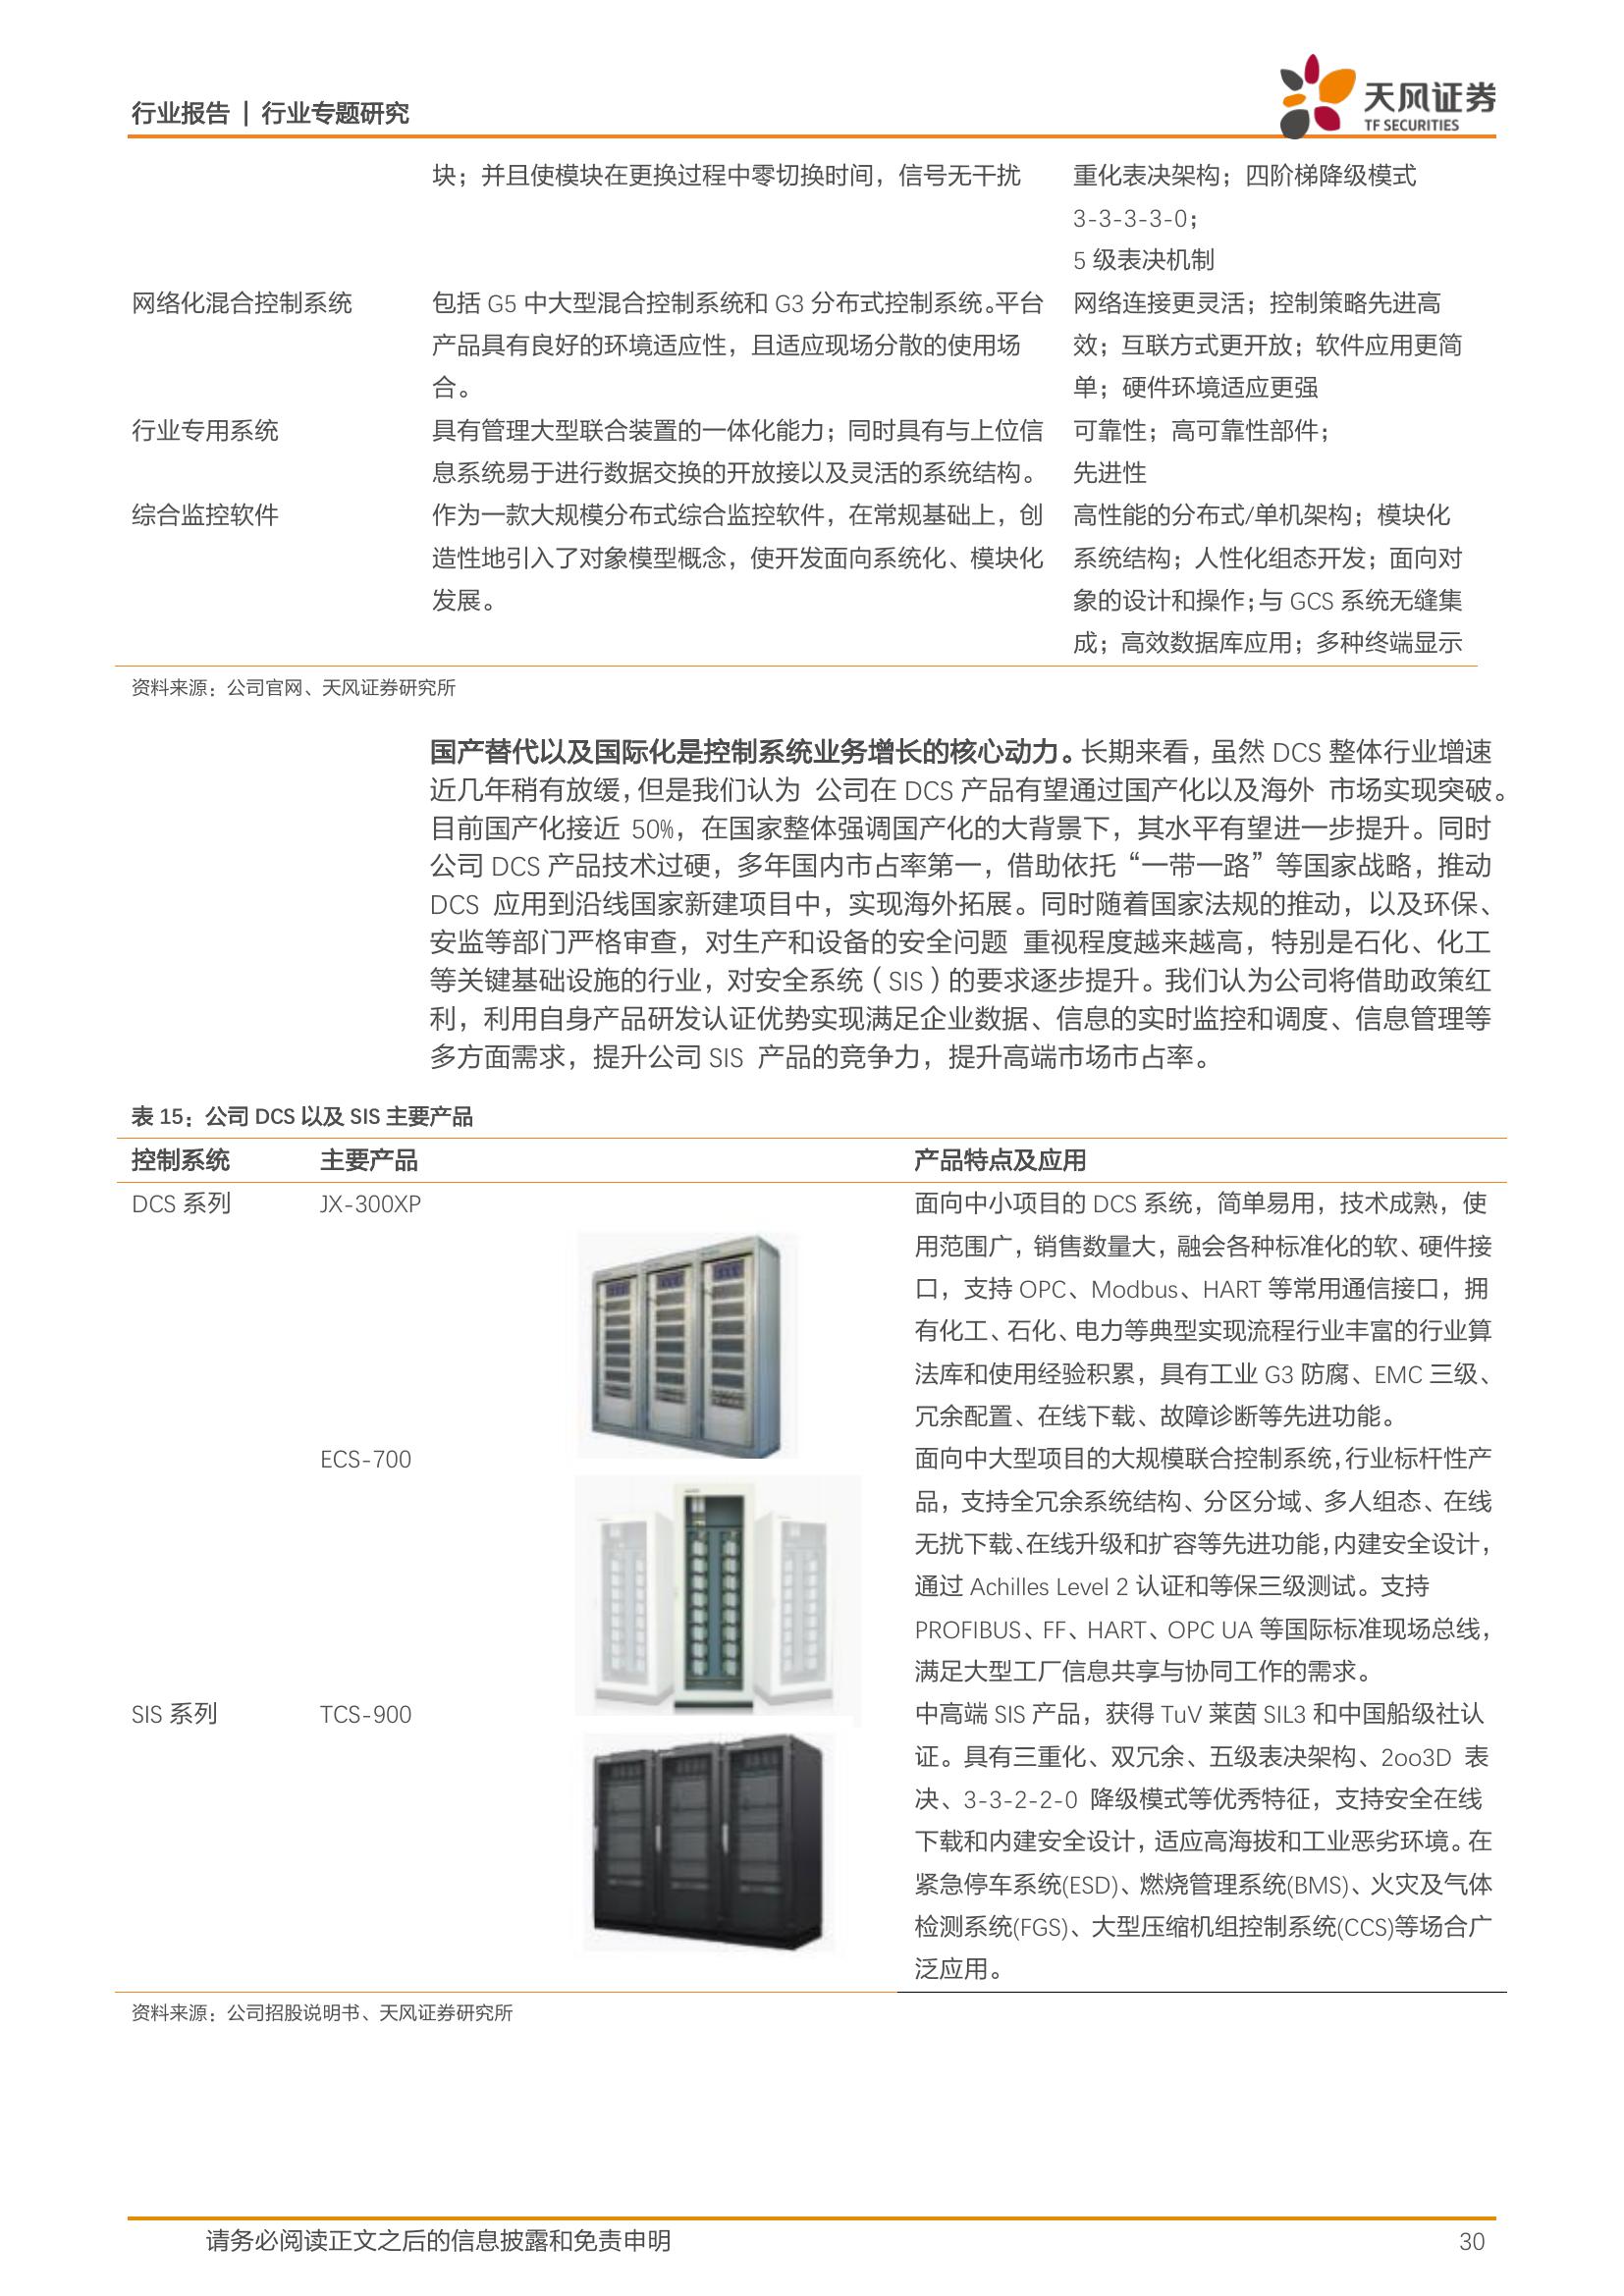 行业报告 | 行业专题研究
天风证券
TF SECURITIES
块；并且使模块在更换过程中零切换时间，信号无干扰
重化表决架构；四阶梯降级模式
3-3-3-3-0；
5 级表决机制
网络化混合控制系统
包括 G5 中大型混合控制系统和 G3 分布式控制系统。平台
产品具有良好的环境适应性，且适应现场分散的使用场
合。
网络连接更灵活；控制策略先进高
效；互联方式更开放；软件应用更简
单；硬件环境适应更强
行业专用系统
具有管理大型联合装置的一体化能力；同时具有与上位信
息系统易于进行数据交换的开放接以及灵活的系统结构。
可靠性；高可靠性部件；
先进性
综合监控软件
作为一款大规模分布式综合监控软件，在常规基础上，创
造性地引入了对象模型概念，使开发面向系统化、模块化
发展。
高性能的分布式/单机架构；模块化
系统结构；人性化组态开发；面向对
象的设计和操作；与 GCS 系统无缝集
成；高效数据库应用；多种终端显示
资料来源：公司官网、天风证券研究所
国产替代以及国际化是控制系统业务增长的核心动力。长期来看，虽然 DCS 整体行业增速
近几年稍有放缓，但是我们认为 公司在 DCS 产品有望通过国产化以及海外 市场实现突破。
目前国产化接近 50%，在国家整体强调国产化的大背景下，其水平有望进一步提升。同时
公司 DCS 产品技术过硬，多年国内市占率第一，借助依托“一带一路”等国家战略，推动
DCS 应用到沿线国家新建项目中，实现海外拓展。同时随着国家法规的推动，以及环保、
安监等部门严格审查，对生产和设备的安全问题 重视程度越来越高，特别是石化、化工
等关键基础设施的行业，对安全系统（SIS）的要求逐步提升。我们认为公司将借助政策红
利，利用自身产品研发认证优势实现满足企业数据、信息的实时监控和调度、信息管理等
多方面需求，提升公司 SIS 产品的竞争力，提升高端市场市占率。
表 15：公司 DCS 以及 SIS 主要产品
控制系统 主要产品 产品特点及应用
DCS 系列 JX-300XP
面向中小项目的 DCS 系统，简单易用，技术成熟，使
用范围广，销售数量大，融会各种标准化的软、硬件接
口，支持 OPC、Modbus、HART 等常用通信接口，拥
有化工、石化、电力等典型实现流程行业丰富的行业算
法库和使用经验积累，具有工业 G3 防腐、EMC 三级、
冗余配置、在线下载、故障诊断等先进功能。
ECS-700
面向中大型项目的大规模联合控制系统，行业标杆性产
品，支持全冗余系统结构、分区分域、多人组态、在线
无扰下载、在线升级和扩容等先进功能，内建安全设计，
通过 Achilles Level 2 认证和等保三级测试。支持
PROFIBUS、FF、HART、OPC UA 等国际标准现场总线，
满足大型工厂信息共享与协同工作的需求。
SIS 系列 TCS-900
中高端 SIS 产品，获得 TuV 莱茵 SIL3 和中国船级社认
证。具有三重化、双冗余、五级表决架构、2oo3D 表
决、3-3-2-2-0 降级模式等优秀特征，支持安全在线
下载和内建安全设计，适应高海拔和工业恶劣环境。在
紧急停车系统(ESD)、燃烧管理系统(BMS)、火灾及气体
检测系统(FGS)、大型压缩机组控制系统(CCS)等场合广
泛应用。
资料来源：公司招股说明书、天风证券研究所
请务必阅读正文之后的信息披露和免责申明
30